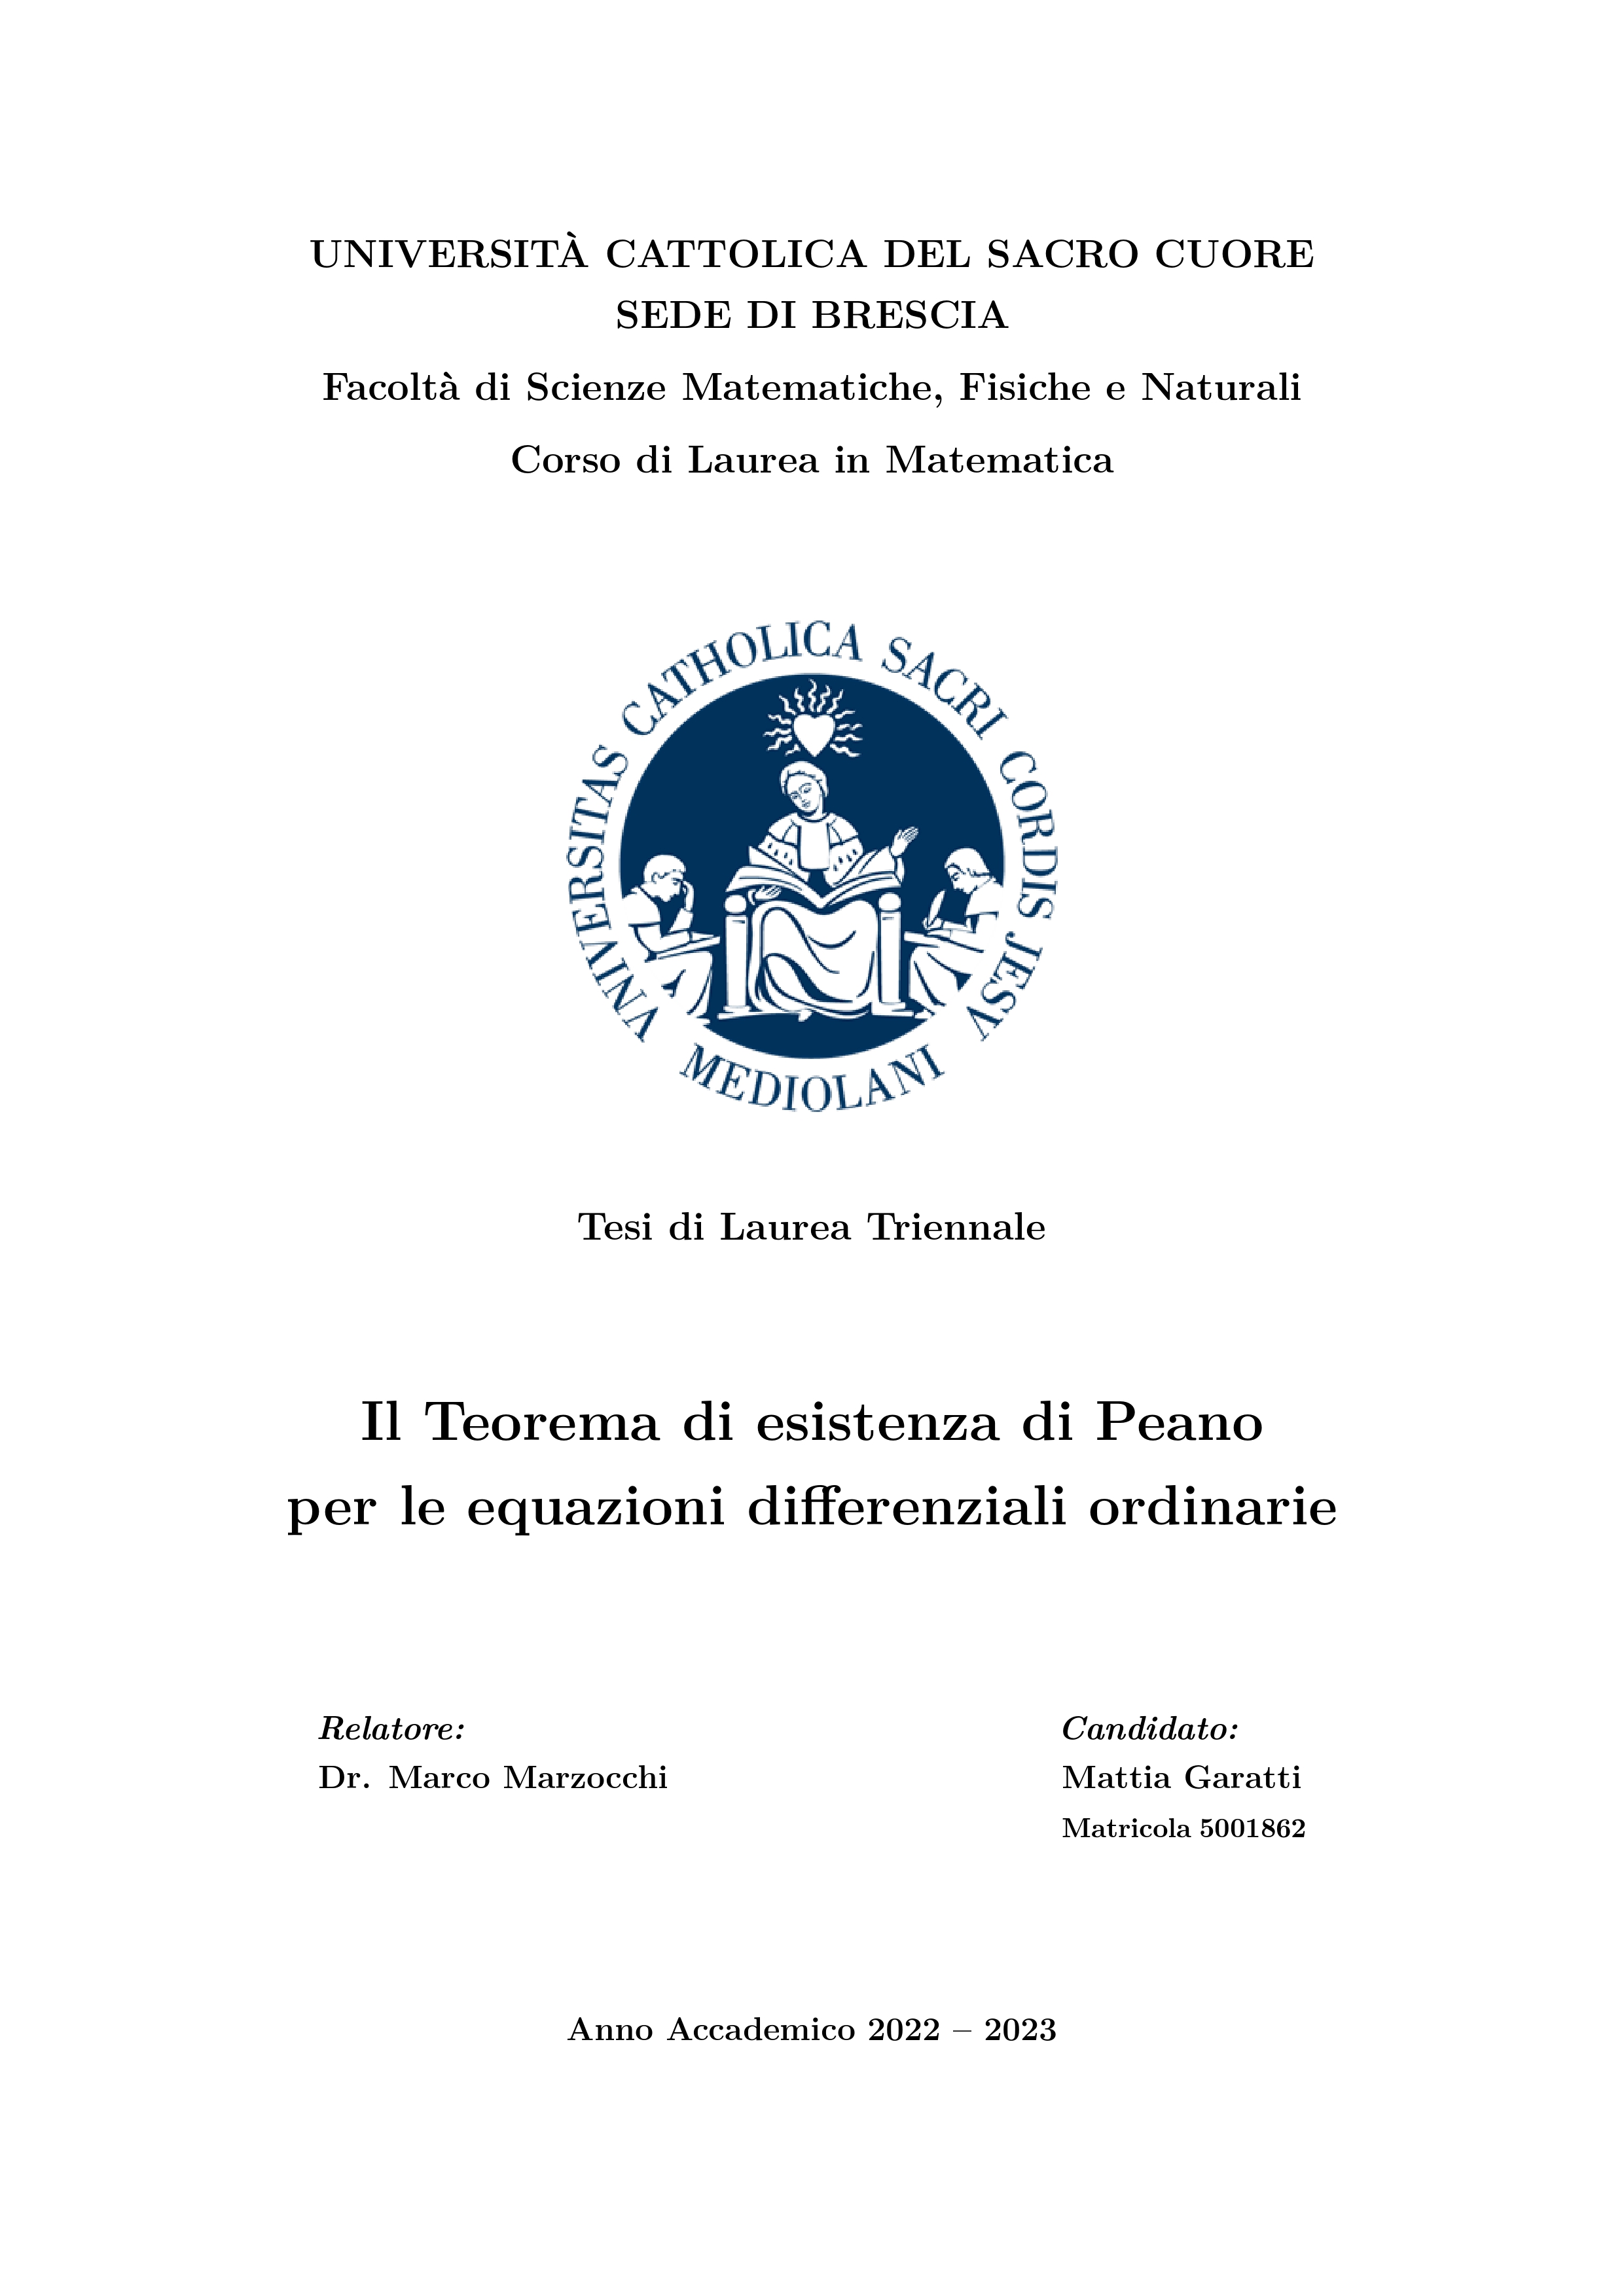 UNIVERSITÀ CATTOLICA DEL SACRO CUORE
SEDE DI BRESCIA
Facoltà di Scienze Matematiche, Fisiche e Naturali
Corso di Laurea in Matematica
VNIVERSITAS CATHOLICA SACRI CORDIS JESV
MEDIOLANI
Tesi di Laurea Triennale
Il Teorema di esistenza di Peano
per le equazioni differenziali ordinarie
Relatore:
Dr. Marco Marzocchi
Candidato:
Mattia Garatti
Matricola 5001862
Anno Accademico 2022 – 2023